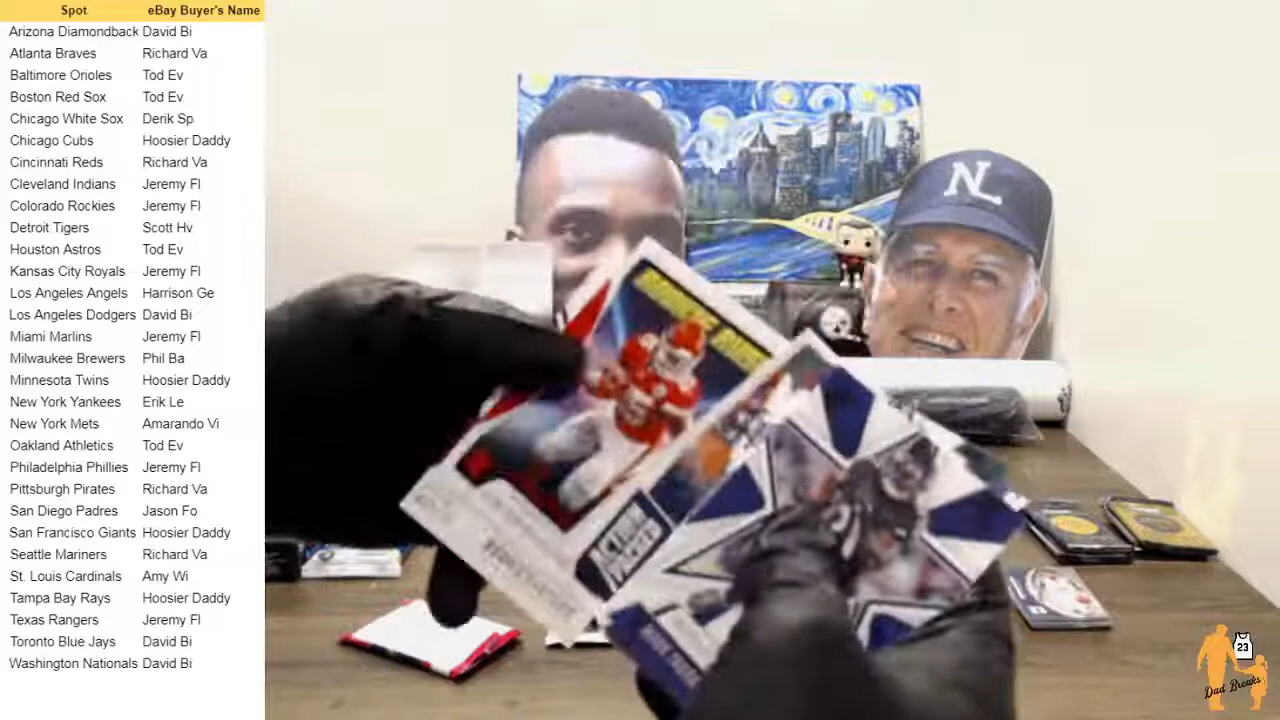 Spot eBay Buyer's Name
Arizona Diamondback David Bi
Atlanta Braves Richard Va
Baltimore Orioles Tod Ev
Boston Red Sox Tod Ev
Chicago White Sox Derik Sp
Chicago Cubs Hoosier Daddy
Cincinnati Reds Richard Va
Cleveland Indians Jeremy Fl
Colorado Rockies Jeremy Fl
Detroit Tigers Scott Hv
Houston Astros Tod Ev
Kansas City Royals Jeremy Fl
Los Angeles Angels Harrison Ge
Los Angeles Dodgers David Bi
Miami Marlins Jeremy Fl
Milwaukee Brewers Phil Ba
Minnesota Twins Hoosier Daddy
New York Yankees Erik Le
New York Mets Amarando Vi
Oakland Athletics Tod Ev
Philadelphia Phillies Jeremy Fl
Pittsburgh Pirates Richard Va
San Diego Padres Jason Fo
San Francisco Giants Hoosier Daddy
Seattle Mariners Richard Va
St. Louis Cardinals Amy Wi
Tampa Bay Rays Hoosier Daddy
Texas Rangers Jeremy Fl
Toronto Blue Jays David Bi
Washington Nationals David Bi
NL
23
Dad Breaks